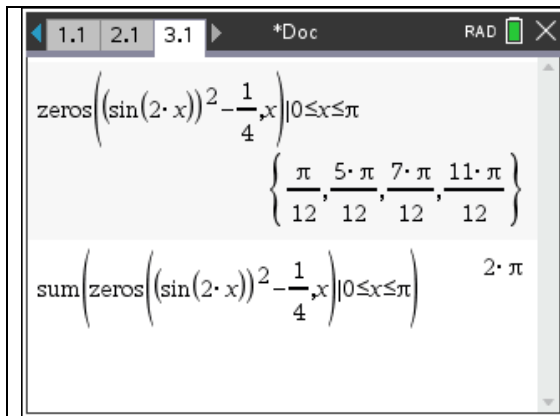 1.1 2.1 3.1 *Doc RAD
zeros((sin(2·x))²−1/4,x)|0≤x≤π
{π/12,5·π/12,7·π/12,11·π/12}
sum(zeros((sin(2·x))²−1/4,x)|0≤x≤π) 2·π